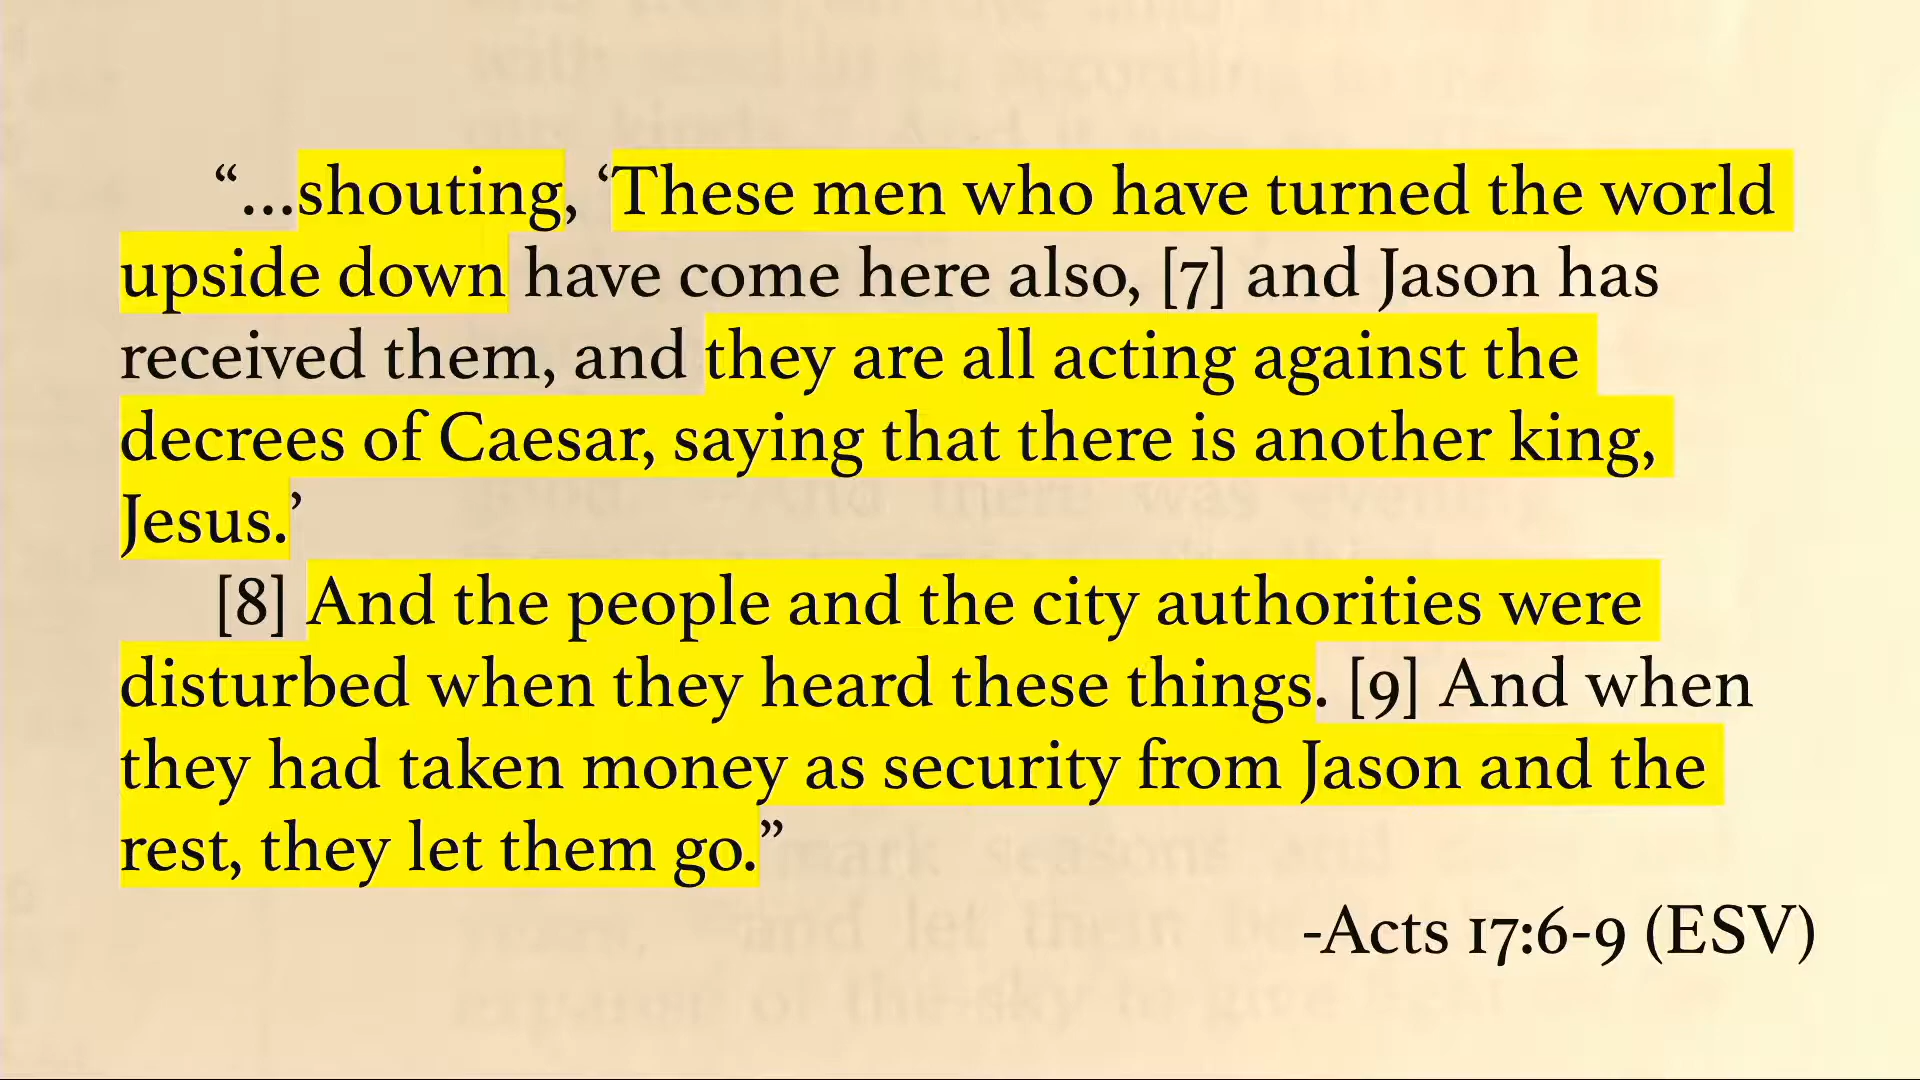 “…shouting, ‘These men who have turned the world
upside down have come here also, [7] and Jason has
received them, and they are all acting against the
decrees of Caesar, saying that there is another king,
Jesus.’
[8] And the people and the city authorities were
disturbed when they heard these things. [9] And when
they had taken money as security from Jason and the
rest, they let them go.”
-Acts 17:6-9 (ESV)